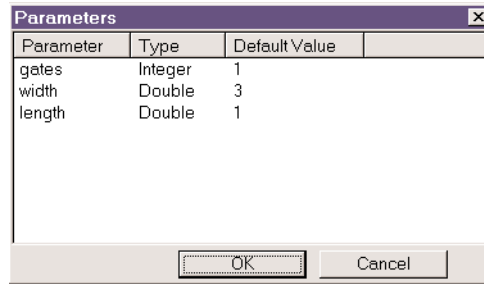 Parameters
Parameter Type Default Value
gates Integer 1
width Double 3
length Double 1
OK Cancel